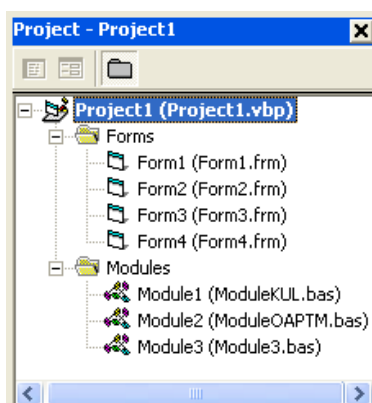 Project - Project1
Project1 (Project1.vbp)
Forms
Form1 (Form1.frm)
Form2 (Form2.frm)
Form3 (Form3.frm)
Form4 (Form4.frm)
Modules
Module1 (ModuleKUL.bas)
Module2 (ModuleOAPTM.bas)
Module3 (Module3.bas)